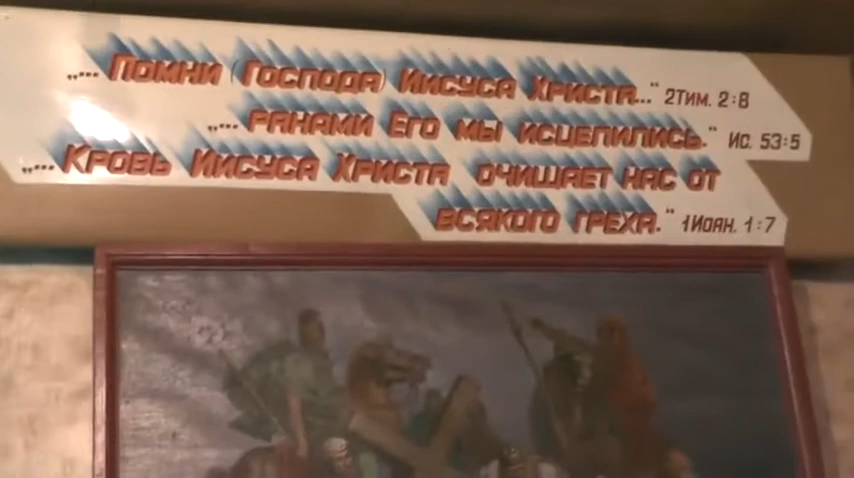 „... Помни (Господа) Иисуса Христа..." 2Тим. 2:8
„... ранами Его мы исцелились." Ис. 53:5
„... Кровь Иисуса Христа очищает нас от
всякого греха." 1Иоан. 1:7